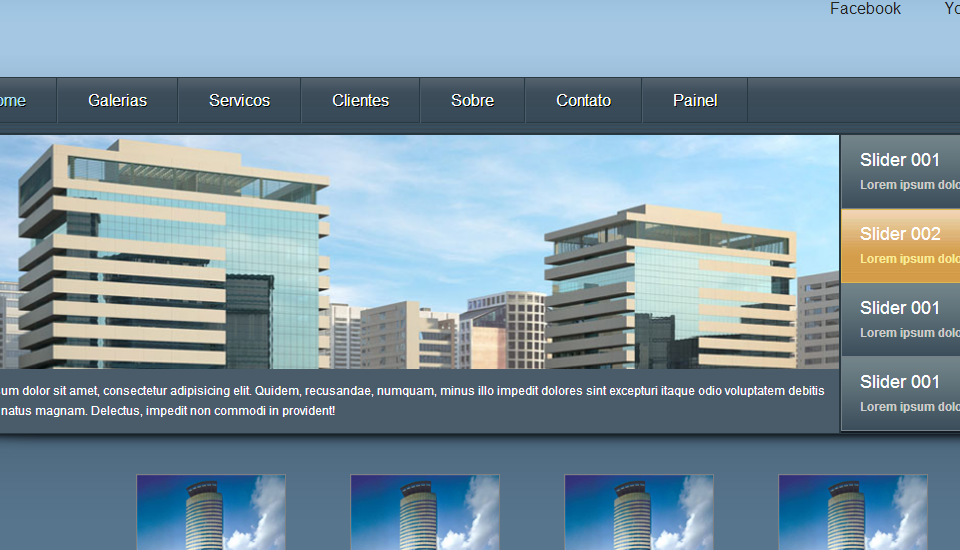 Facebook Yo
ome Galerias Servicos Clientes Sobre Contato Painel
Slider 001
Lorem ipsum dolo
Slider 002
Lorem ipsum dolo
Slider 001
Lorem ipsum dolo
Slider 001
Lorem ipsum dolo
um dolor sit amet, consectetur adipisicing elit. Quidem, recusandae, numquam, minus illo impedit dolores sint excepturi itaque odio voluptatem debitis
natus magnam. Delectus, impedit non commodi in provident!